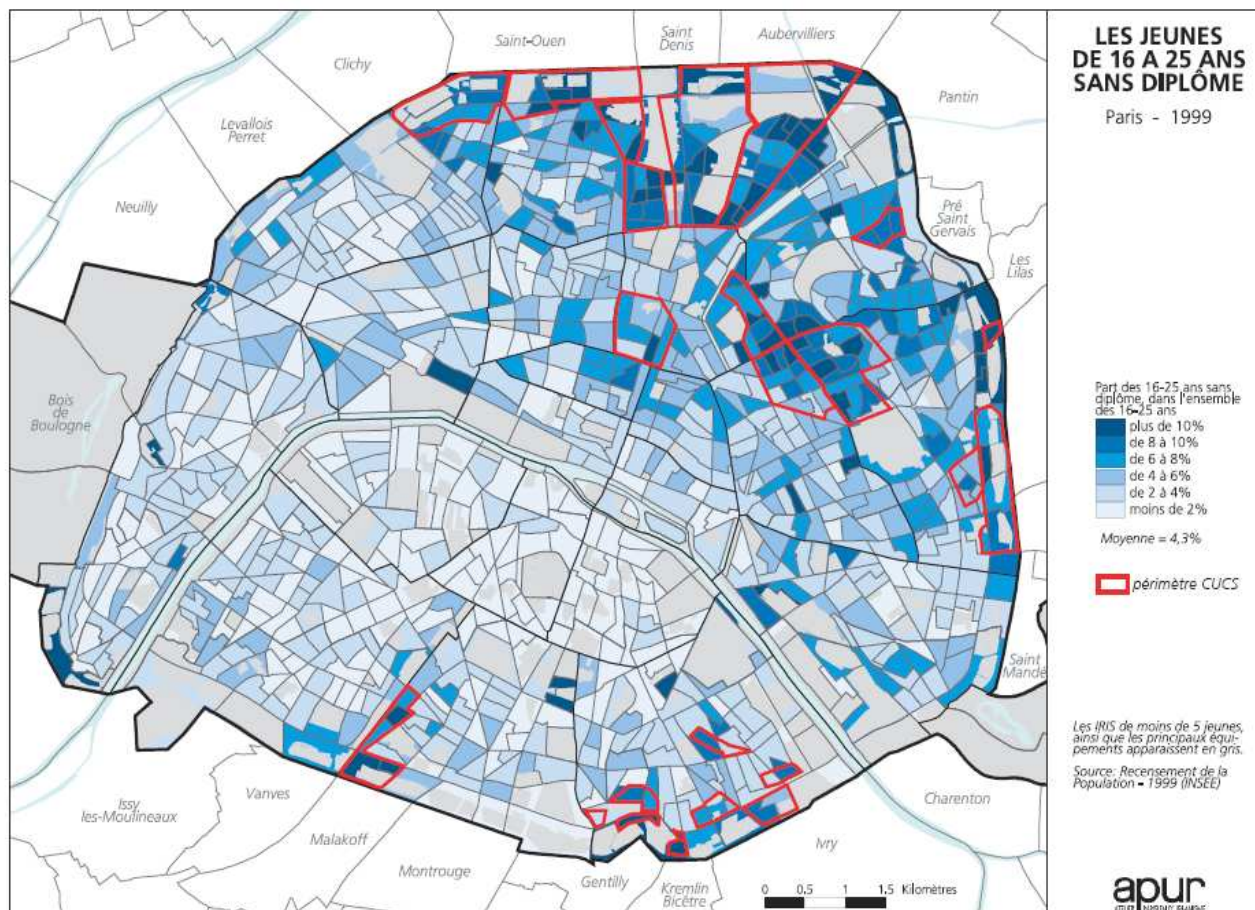 LES JEUNES
DE 16 A 25 ANS
SANS DIPLÔME
Paris - 1999
Saint-Ouen
Saint
Denis
Aubervilliers
Clichy
Pantin
Levallois
Perret
Neuilly
Pré
Saint
Gervais
Les
Lilas
Bois
de
Boulogne
Part des 16-25 ans sans
diplôme, dans l'ensemble
des 16-25 ans
plus de 10%
de 8 à 10%
de 6 à 8%
de 4 à 6%
de 2 à 4%
moins de 2%
Moyenne = 4,3%
périmètre CUCS
Saint
Mandé
Les IRIS de moins de 5 jeunes,
ainsi que les principaux équi-
pements apparaissent en gris.
Source: Recensement de la
Population - 1999 (INSEE)
Issy
les-Moulineaux
Vanves
Malakoff
Montrouge
Gentilly
Kremlin
Bicêtre
Ivry
Charenton
0 0,5 1 1,5 Kilomètres
apur